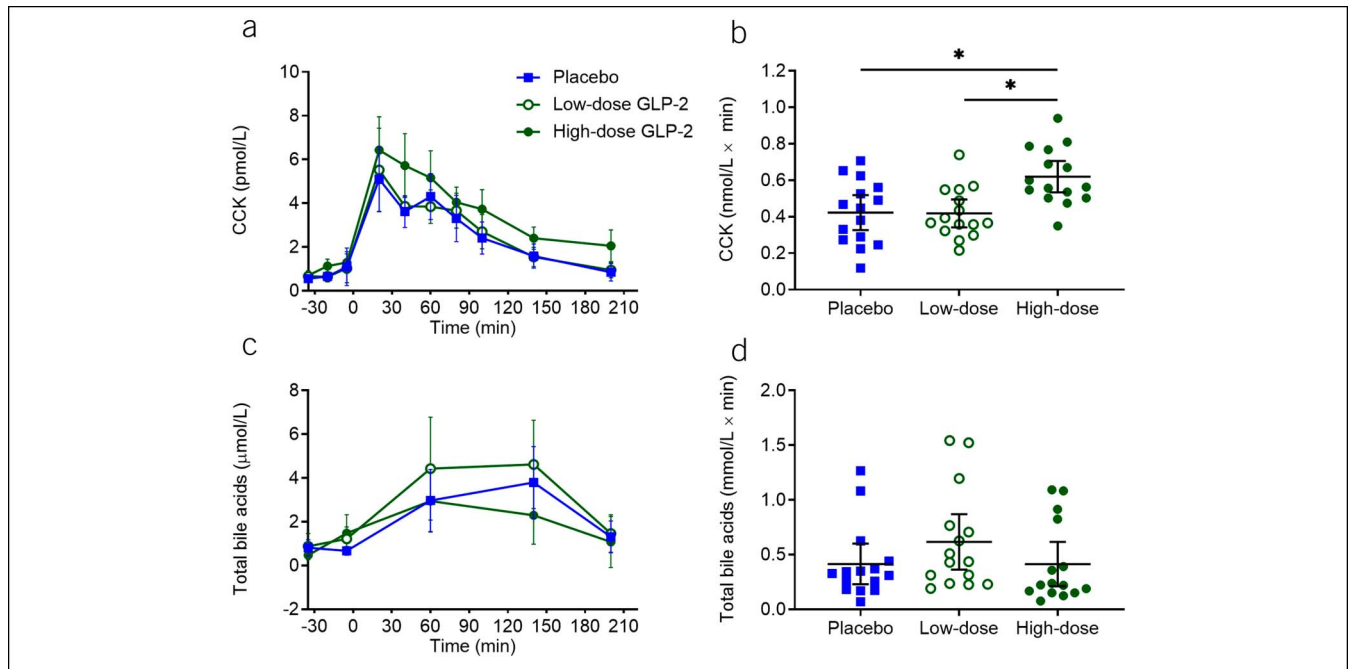 a
CCK (pmol/L)
10
8
6
4
2
0
-30 0 30 60 90 120 150 180 210
Time (min)
Placebo
Low-dose GLP-2
High-dose GLP-2
b
CCK (nmol/L × min)
1.2
1.0
0.8
0.6
0.4
0.2
0.0
* 
*
Placebo Low-dose High-dose
c
Total bile acids (μmol/L)
8
6
4
2
0
-2
-30 0 30 60 90 120 150 180 210
Time (min)
d
Total bile acids (mmol/L × min)
2.0
1.5
1.0
0.5
0.0
Placebo Low-dose High-dose